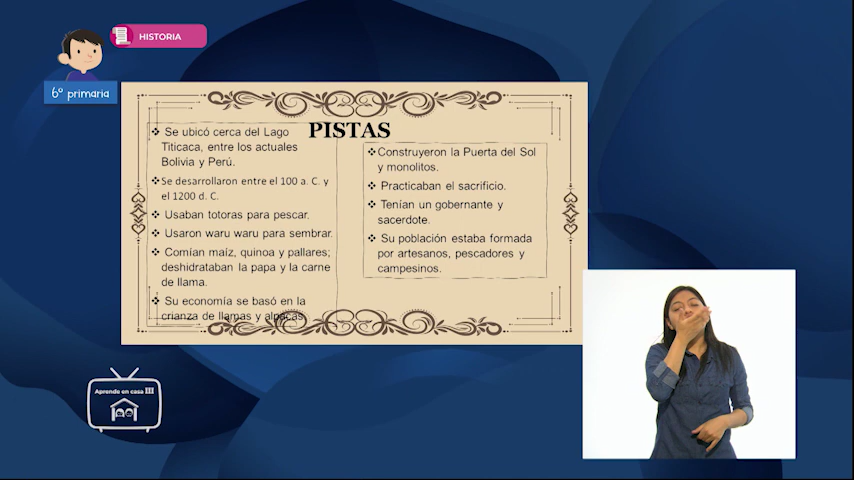 HISTORIA
6º primaria
PISTAS
❖ Se ubicó cerca del Lago
Titicaca, entre los actuales
Bolivia y Perú.
❖ Se desarrollaron entre el 100 a. C. y
el 1200 d. C.
❖ Usaban totoras para pescar.
❖ Usaron waru waru para sembrar.
❖ Comían maíz, quinoa y pallares;
deshidrataban la papa y la carne
de llama.
❖ Su economía se basó en la
crianza de llamas y alpacas
❖ Construyeron la Puerta del Sol
y monolitos.
❖ Practicaban el sacrificio.
❖ Tenían un gobernante y
sacerdote.
❖ Su población estaba formada
por artesanos, pescadores y
campesinos.
Aprende en casa III